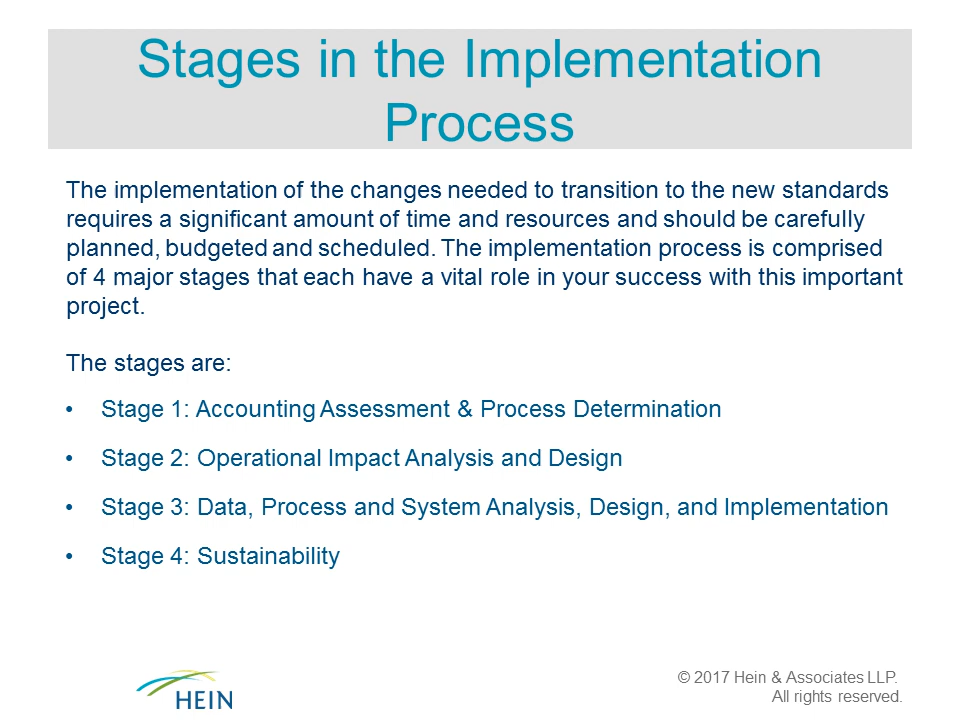 Stages in the Implementation
Process
The implementation of the changes needed to transition to the new standards
requires a significant amount of time and resources and should be carefully
planned, budgeted and scheduled. The implementation process is comprised
of 4 major stages that each have a vital role in your success with this important
project.
The stages are:
• Stage 1: Accounting Assessment & Process Determination
• Stage 2: Operational Impact Analysis and Design
• Stage 3: Data, Process and System Analysis, Design, and Implementation
• Stage 4: Sustainability
HEIN
© 2017 Hein & Associates LLP.
All rights reserved.